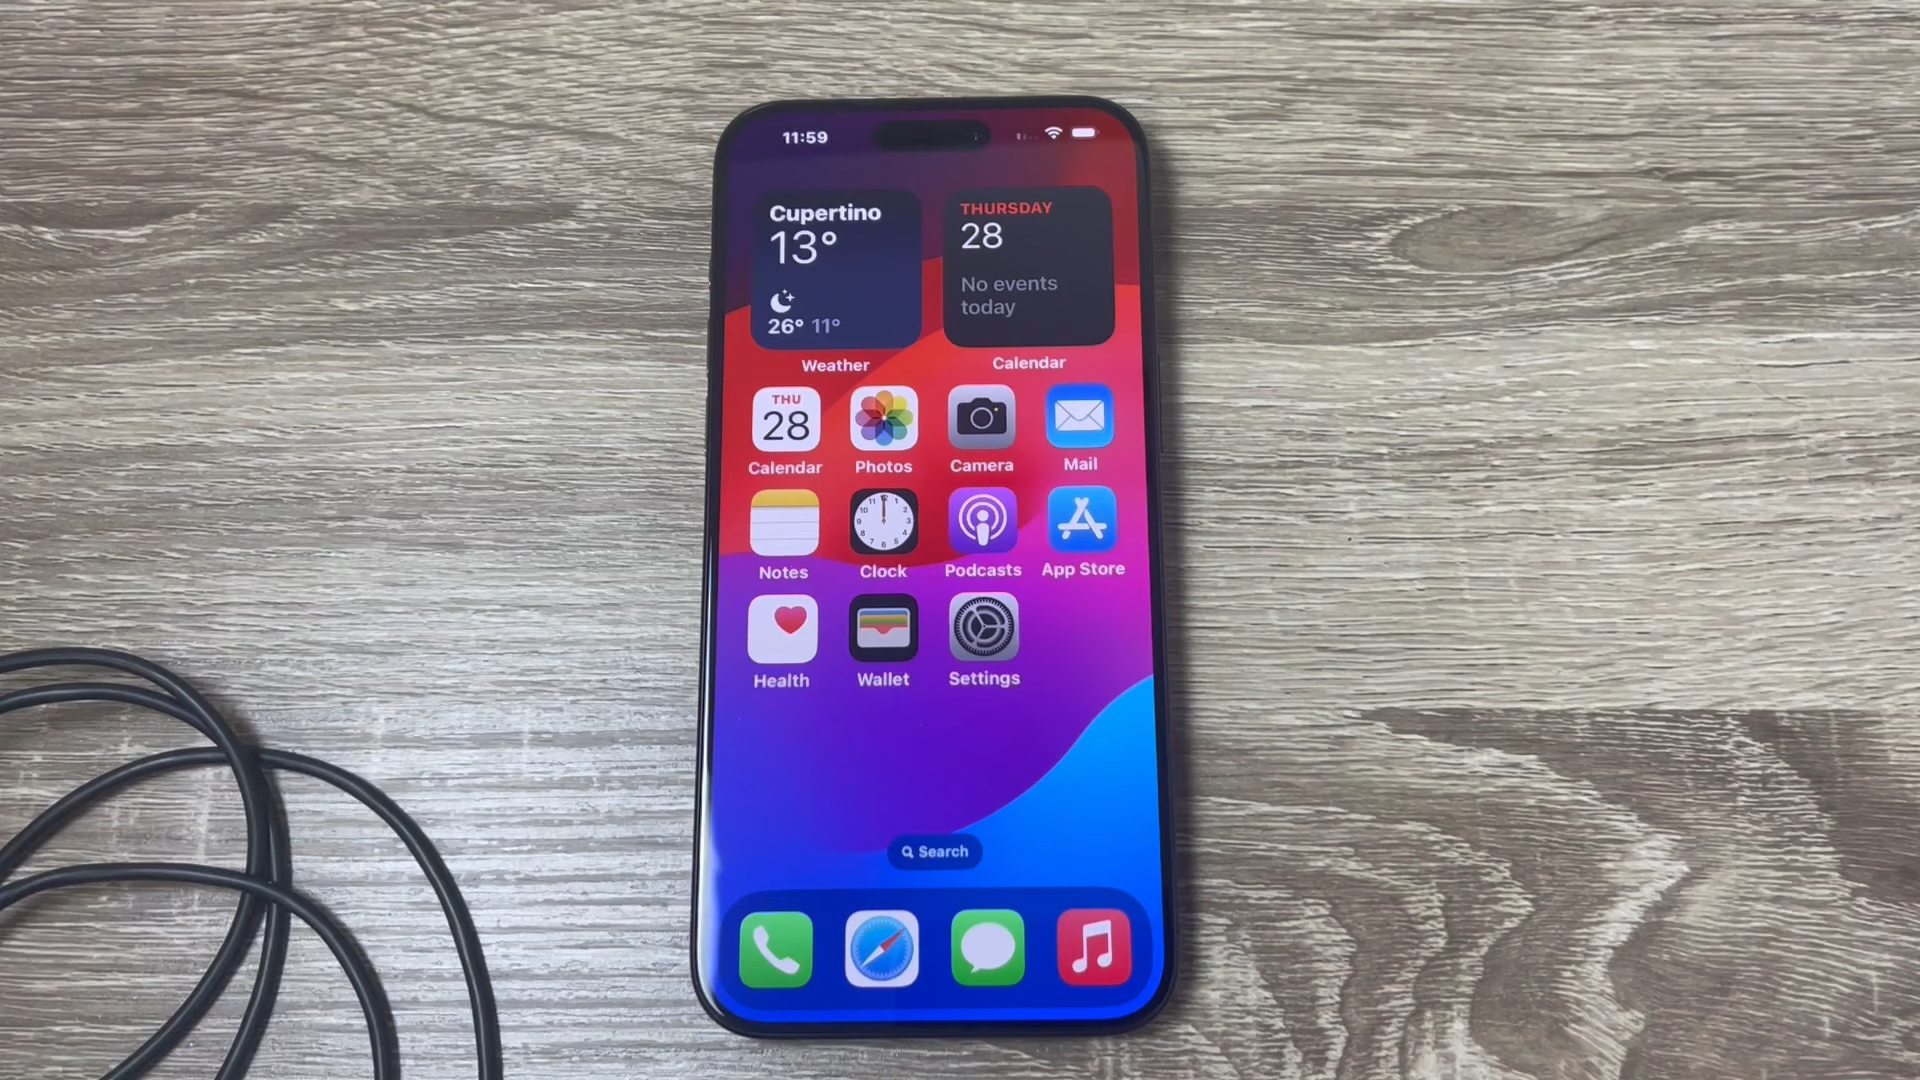 11:59
Cupertino
13°
26° 11°
Weather
THURSDAY
28
No events
today
Calendar
THU
28
Calendar
Photos
Camera
Mail
Notes
Clock
Podcasts
App Store
Health
Wallet
Settings
Search